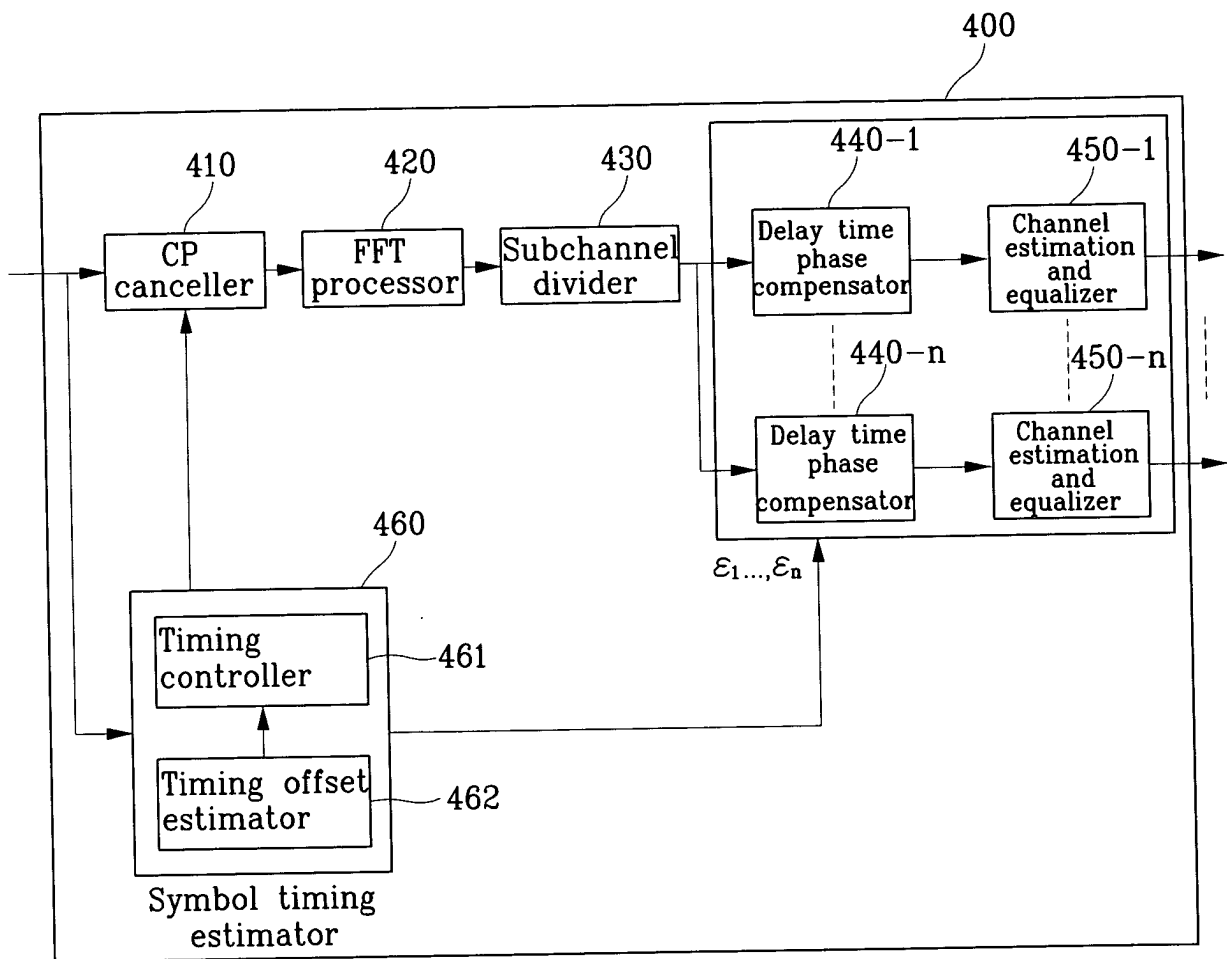 400
410
420
430
440-1
450-1
CP
canceller
FFT
processor
Subchannel
divider
Delay time
phase
compensator
Channel
estimation
and
equalizer
440-n
450-n
Delay time
phase
compensator
Channel
estimation
and
equalizer
460
ε1...,εn
Timing
controller
461
Timing offset
estimator
462
Symbol timing
estimator